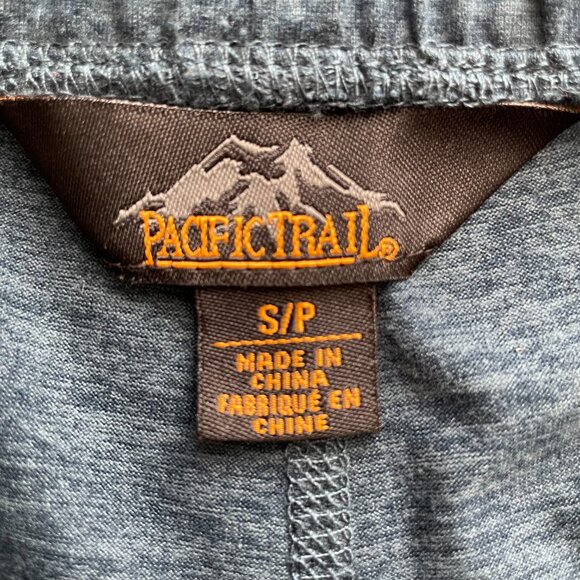 PACIFIC TRAIL®
S/P
MADE IN
CHINA
FABRIQUÉ EN
CHINE